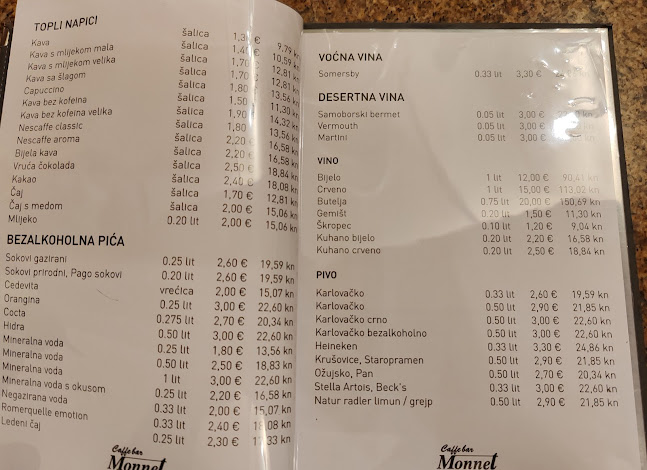 TOPLI NAPICI
Kava šalica 1,30 € 9,79 kn
Kava s mlijekom mala šalica 1,40 € 10,59 kn
Kava s mlijekom velika šalica 1,70 € 12,81 kn
Kava sa šlagom šalica 1,70 € 12,81 kn
Capuccino šalica 1,80 € 13,56 kn
Kava bez kofeina šalica 1,50 € 11,30 kn
Kava bez kofeina velika šalica 1,90 € 14,32 kn
Nescaffe classic šalica 1,80 € 13,56 kn
Nescaffe aroma šalica 2,20 € 16,58 kn
Bijela kava šalica 2,20 € 16,58 kn
Vruća čokolada šalica 2,50 € 18,84 kn
Kakao šalica 2,40 € 18,08 kn
Čaj šalica 1,70 € 12,81 kn
Čaj s medom šalica 2,00 € 15,06 kn
Mlijeko 0.20 lit 2,00 € 15,06 kn
BEZALKOHOLNA PIĆA
Sokovi gazirani 0.25 lit 2,60 € 19,59 kn
Sokovi prirodni, Pago sokovi 0.20 lit 2,60 € 19,59 kn
Cedevita vrećica 2,00 € 15,07 kn
Orangina 0.25 lit 3,00 € 22,60 kn
Cocta 0.275 lit 2,70 € 20,34 kn
Hidra 0.50 lit 3,00 € 22,60 kn
Mineralna voda 0.25 lit 1,80 € 13,56 kn
Mineralna voda 0.50 lit 2,50 € 18,83 kn
Mineralna voda 1 lit 3,00 € 22,60 kn
Mineralna voda s okusom 0.25 lit 2,20 € 16,58 kn
Negazirana voda 0.33 lit 2,00 € 15,07 kn
Romerquelle emotion 0.33 lit 2,40 € 18,08 kn
Ledeni čaj 0.25 lit 2,30 € 17,33 kn
Caffe bar
Monnet
VOĆNA VINA
Somersby 0.33 lit 3,30 € kn
DESERTNA VINA
Samoborski bermet 0.05 lit 3,00 € kn
Vermouth 0.05 lit 3,00 € kn
Martini 0.05 lit 3,00 € kn
VINO
Bijelo 1 lit 12,00 € 90,41 kn
Crveno 1 lit 15,00 € 113,02 kn
Butelja 0.75 lit 20,00 € 150,69 kn
Gemišt 0.20 lit 1,50 € 11,30 kn
Škropec 0.10 lit 1,20 € 9,04 kn
Kuhano bijelo 0.20 lit 2,20 € 16,58 kn
Kuhano crveno 0.20 lit 2,50 € 18,84 kn
PIVO
Karlovačko 0.33 lit 2,60 € 19,59 kn
Karlovačko 0.50 lit 2,90 € 21,85 kn
Karlovačko crno 0.50 lit 3,00 € 22,60 kn
Karlovačko bezalkoholno 0.50 lit 3,00 € 22,60 kn
Heineken 0.33 lit 3,30 € 24,86 kn
Krušovice, Staropramen 0.50 lit 2,90 € 21,85 kn
Ožujsko, Pan 0.50 lit 2,70 € 20,34 kn
Stella Artois, Beck's 0.33 lit 3,00 € 22,60 kn
Natur radler limun / grejp 0.50 lit 2,90 € 21,85 kn
Caffe bar
Monnet